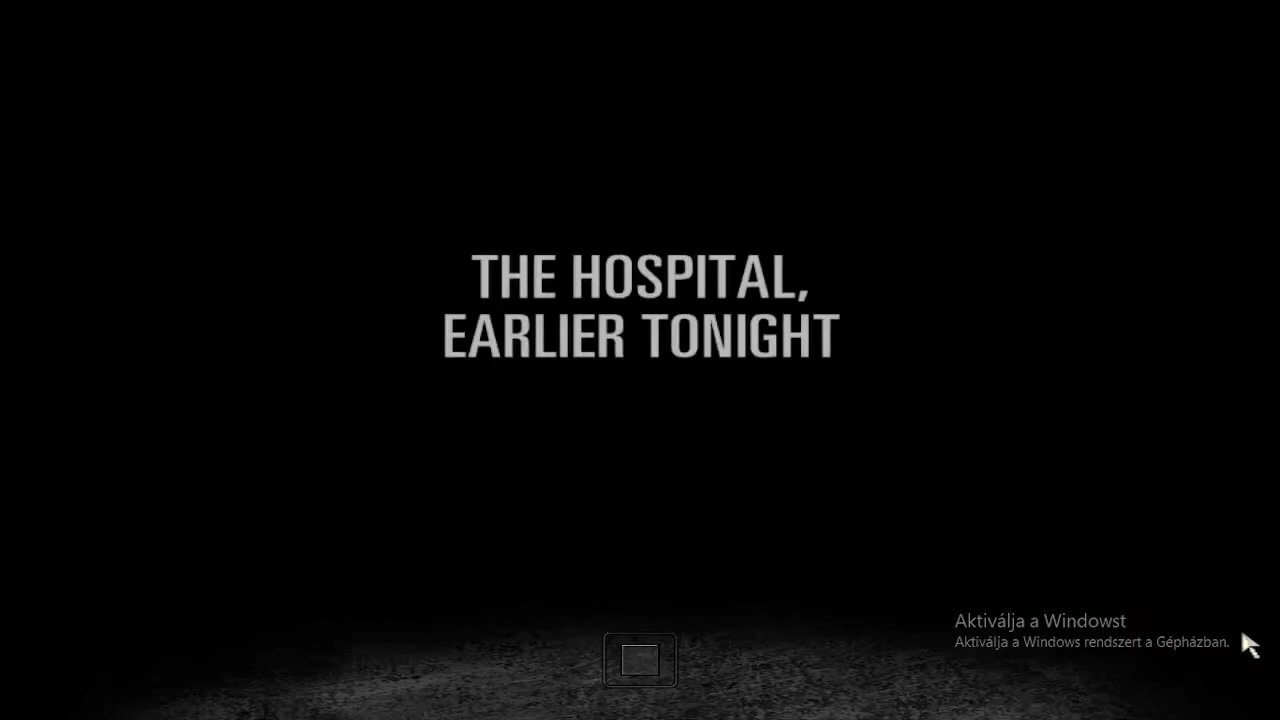 THE HOSPITAL,
EARLIER TONIGHT
Aktiválja a Windowst
Aktiválja a Windows rendszert a Gépházban.